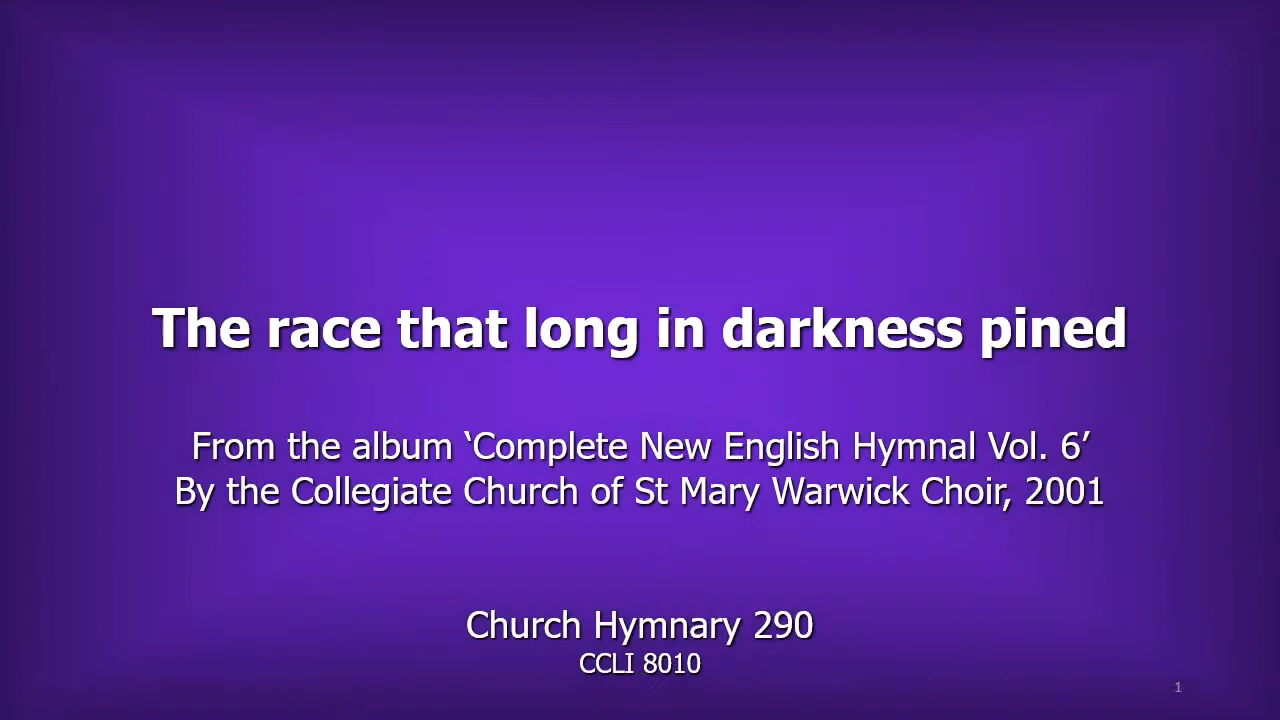 The race that long in darkness pined
From the album ‘Complete New English Hymnal Vol. 6’
By the Collegiate Church of St Mary Warwick Choir, 2001
Church Hymnary 290
CCLI 8010
1